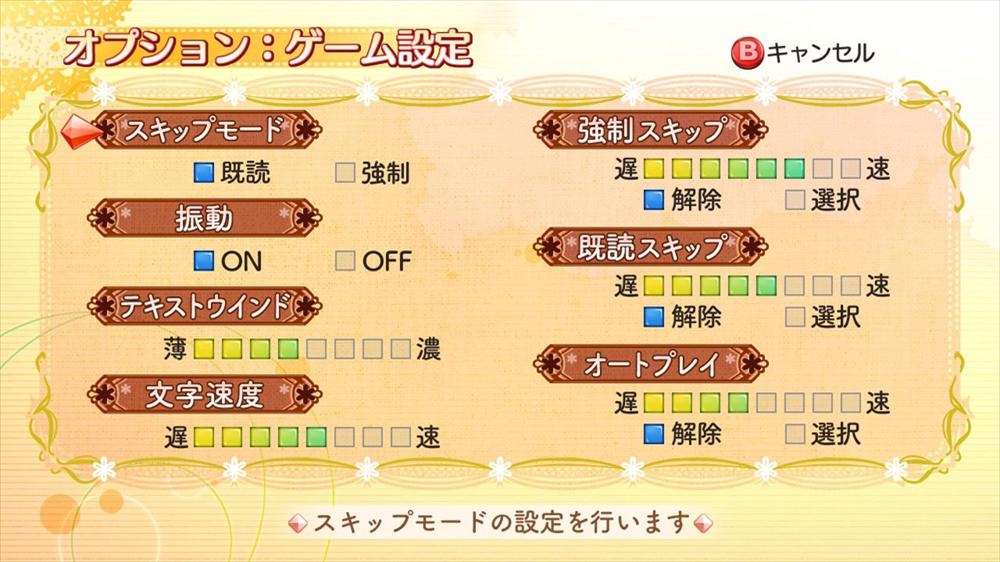 オプション：ゲーム設定
Bキャンセル
スキップモード
既読 強制
振動
ON OFF
テキストウインド
薄 濃
文字速度
遅 速
強制スキップ
遅 速
解除 選択
既読スキップ
遅 速
解除 選択
オートプレイ
遅 速
解除 選択
スキップモードの設定を行います